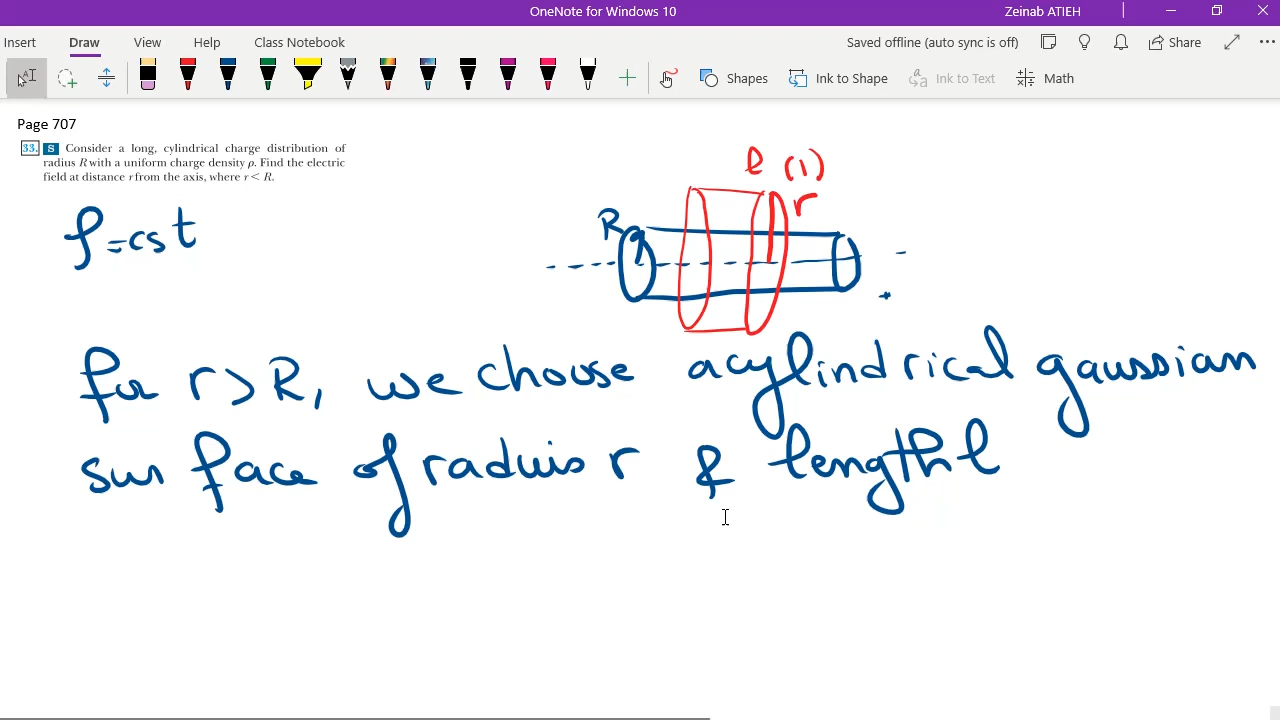 OneNote for Windows 10
Zeinab ATIEH
Insert Draw View Help Class Notebook
Saved offline (auto sync is off)
Share
Shapes
Ink to Shape
Ink to Text
Math
Page 707
33. S Consider a long, cylindrical charge distribution of
radius R with a uniform charge density ρ. Find the electric
field at distance r from the axis, where r < R.
l (1)
r
R
ρ = cst
for r > R, we choose a cylindrical gaussian
surface of radius r & length l